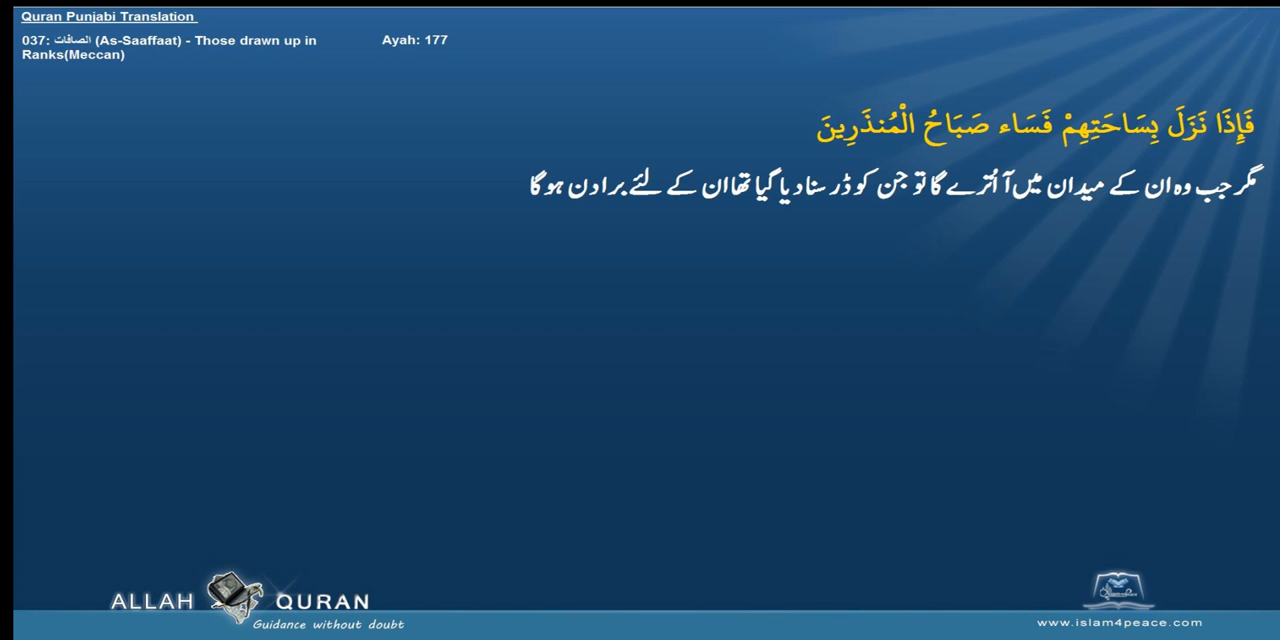 Quran Punjabi Translation
037: الصافات (As-Saaffaat) - Those drawn up in
Ranks(Meccan)
Ayah: 177
فَإِذَا نَزَلَ بِسَاحَتِهِمْ فَسَاء صَبَاحُ الْمُنذَرِينَ
مگر جب وہ ان کے میدان میں آ اُترے گا تو جن کو ڈر سنا دیا گیا تھا ان کے لئے برا دن ہو گا
ALLAH QURAN
Guidance without doubt
www.islam4peace.com